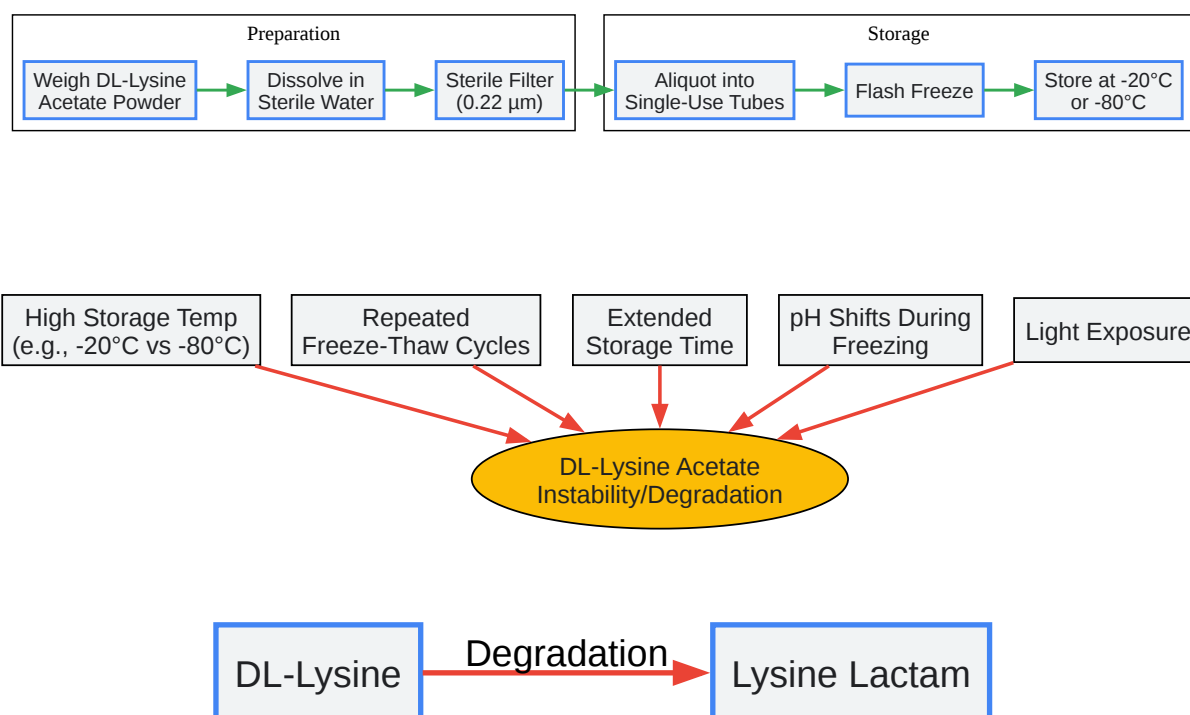 Preparation
Storage
Weigh DL-Lysine
Acetate Powder
Dissolve in
Sterile Water
Sterile Filter
(0.22 µm)
Aliquot into
Single-Use Tubes
Flash Freeze
Store at -20°C
or -80°C
High Storage Temp
(e.g., -20°C vs -80°C)
Repeated
Freeze-Thaw Cycles
Extended
Storage Time
pH Shifts During
Freezing
Light Exposure
DL-Lysine Acetate
Instability/Degradation
DL-Lysine
Degradation
Lysine Lactam